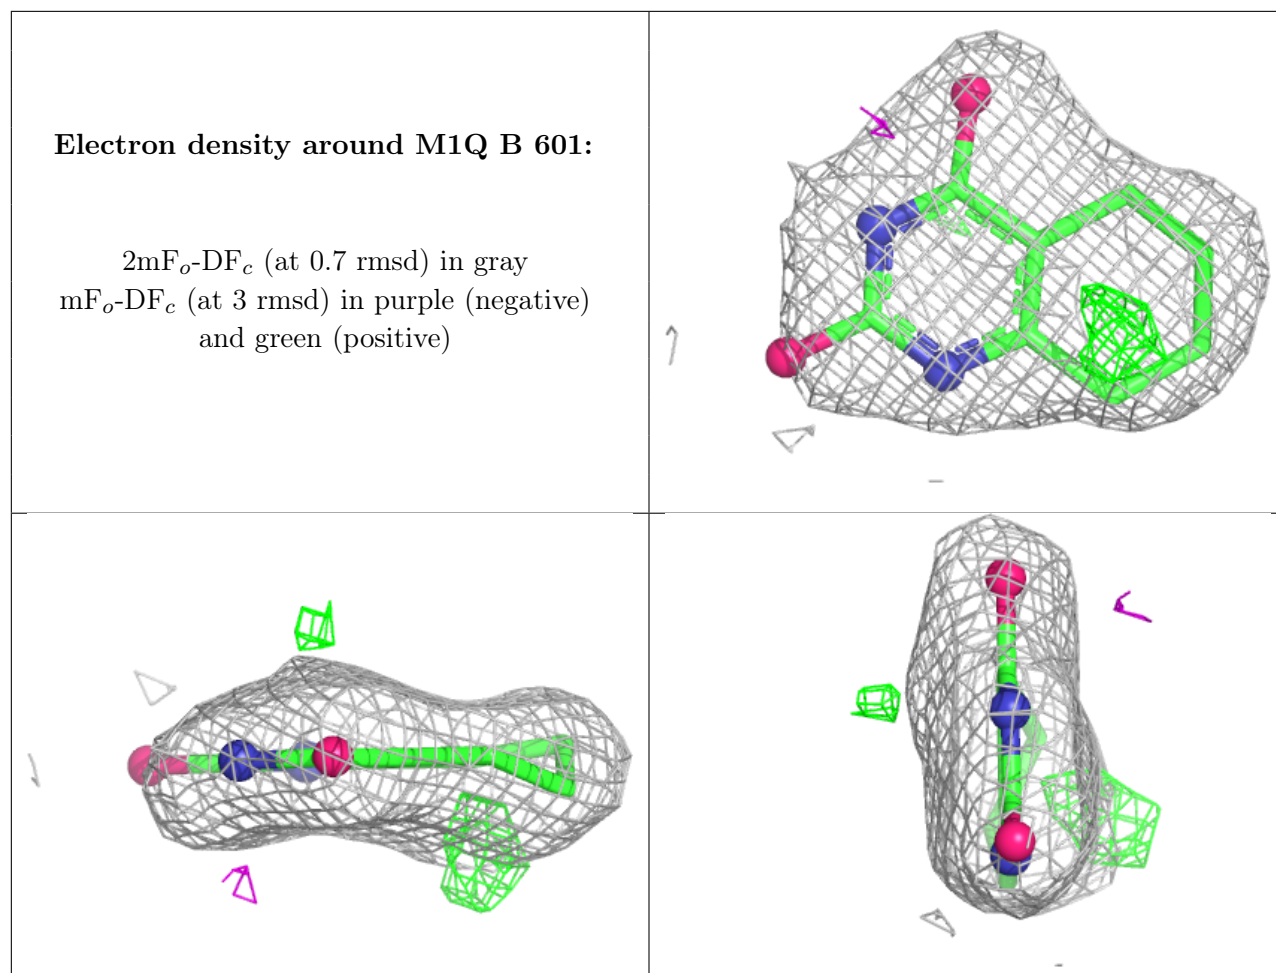 Electron density around M1Q B 601:
2mFo-DFc (at 0.7 rmsd) in gray
mFo-DFc (at 3 rmsd) in purple (negative)
and green (positive)